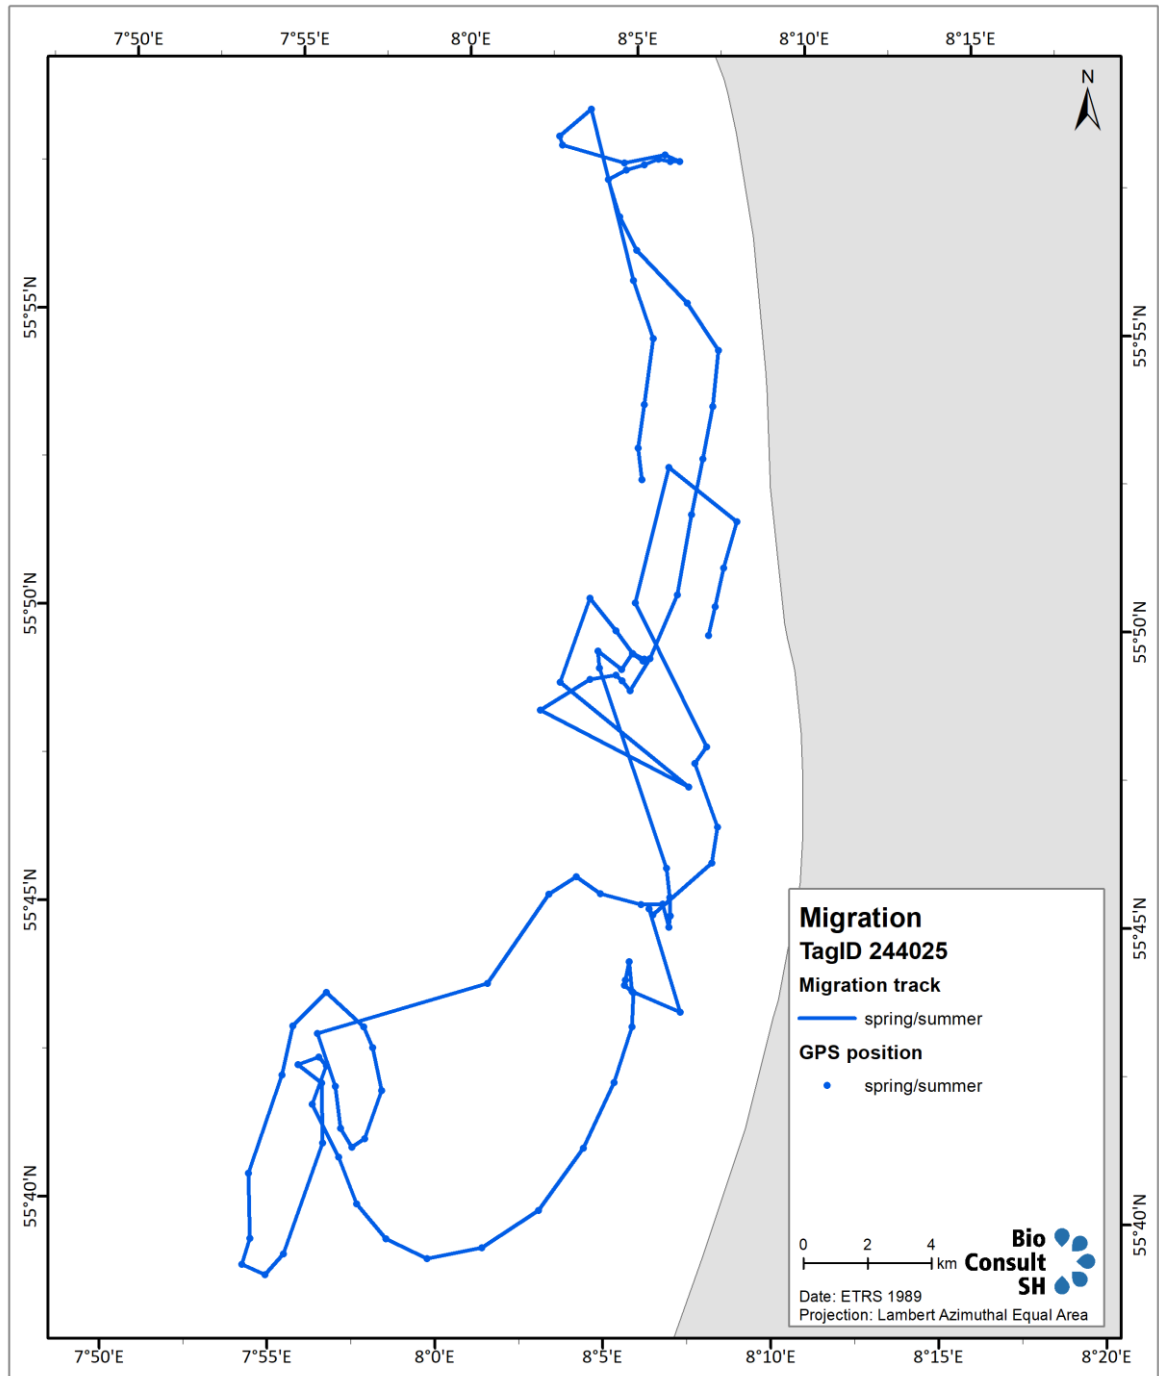 7°50'E 7°55'E 8°0'E 8°5'E 8°10'E 8°15'E
N
55°55'N
55°50'N
55°45'N
55°40'N
55°55'N
55°50'N
55°45'N
55°40'N
Migration
TagID 244025
Migration track
spring/summer
GPS position
spring/summer
0 2 4
km
Bio
Consult
SH
Date: ETRS 1989
Projection: Lambert Azimuthal Equal Area
7°50'E 7°55'E 8°0'E 8°5'E 8°10'E 8°15'E 8°20'E